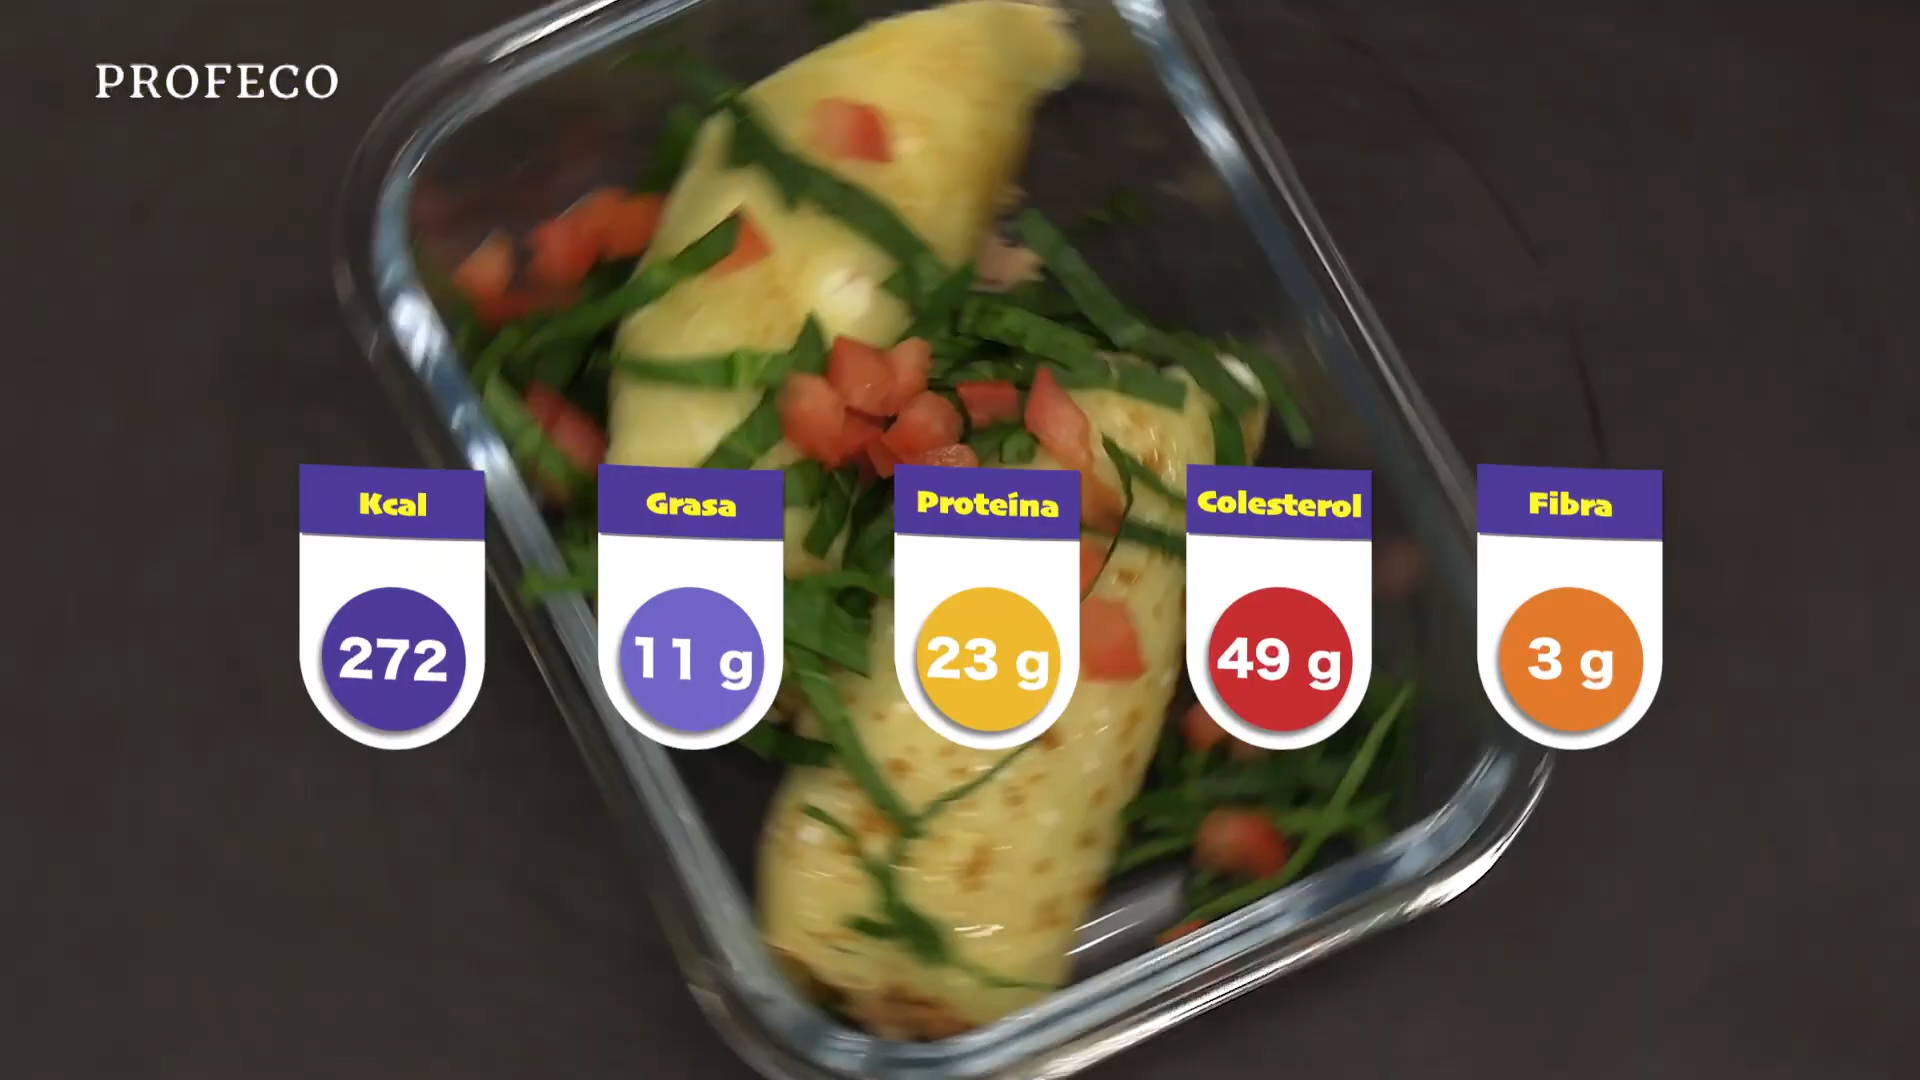 PROFECO
Kcal
272
Grasa
11 g
Proteína
23 g
Colesterol
49 g
Fibra
3 g